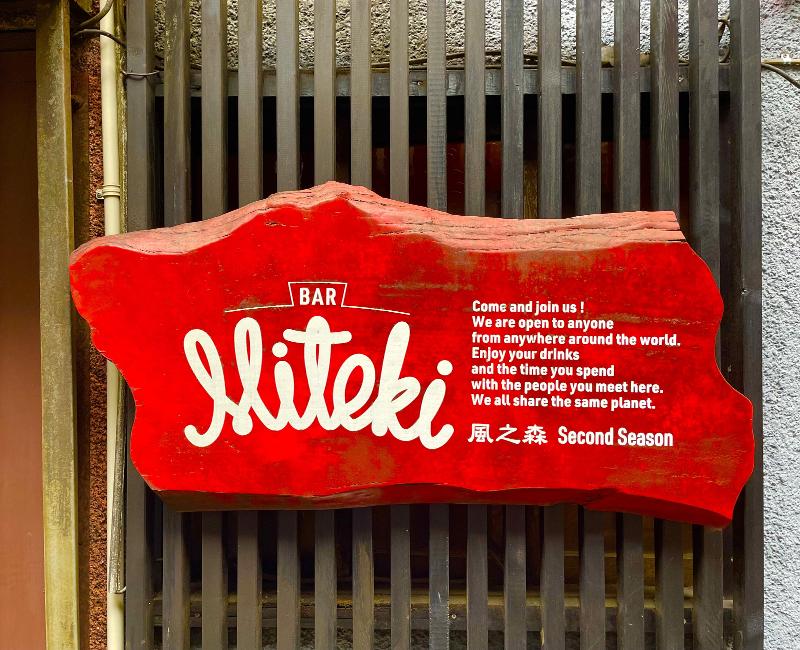 BAR
Miteki
Come and join us !
We are open to anyone
from anywhere around the world.
Enjoy your drinks
and the time you spend
with the people you meet here.
We all share the same planet.
風之森 Second Season